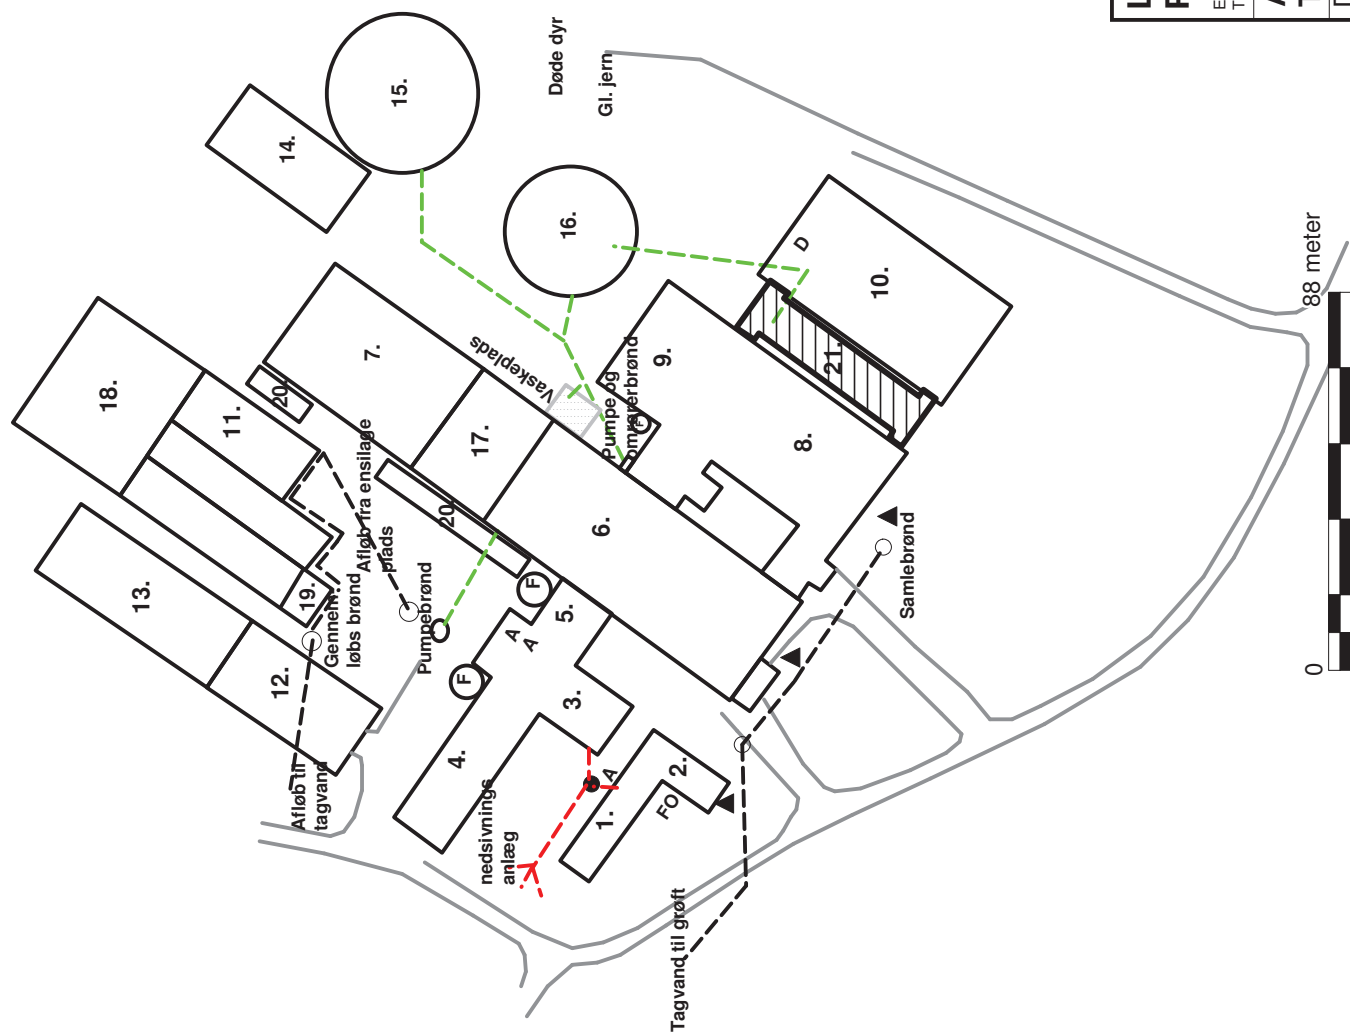 15.
14.
Døde dyr
Gl. jern
16.
D
10.
88 meter
18.
7.
Vaskeplads
9.
21.
11.
20.
17.
Pumpe og
omrørerbrønd
F
8.
20.
6.
Afløb fra ensilage
plads
13.
19.
Gennem.
løbs brønd
Pumpebrønd
F
5.
A
A
Samlebrønd
12.
F
3.
4.
2.
A
FO
1.
Afløb til
tagvand
nedsivnings
anlæg
Tagvand til grøft
0